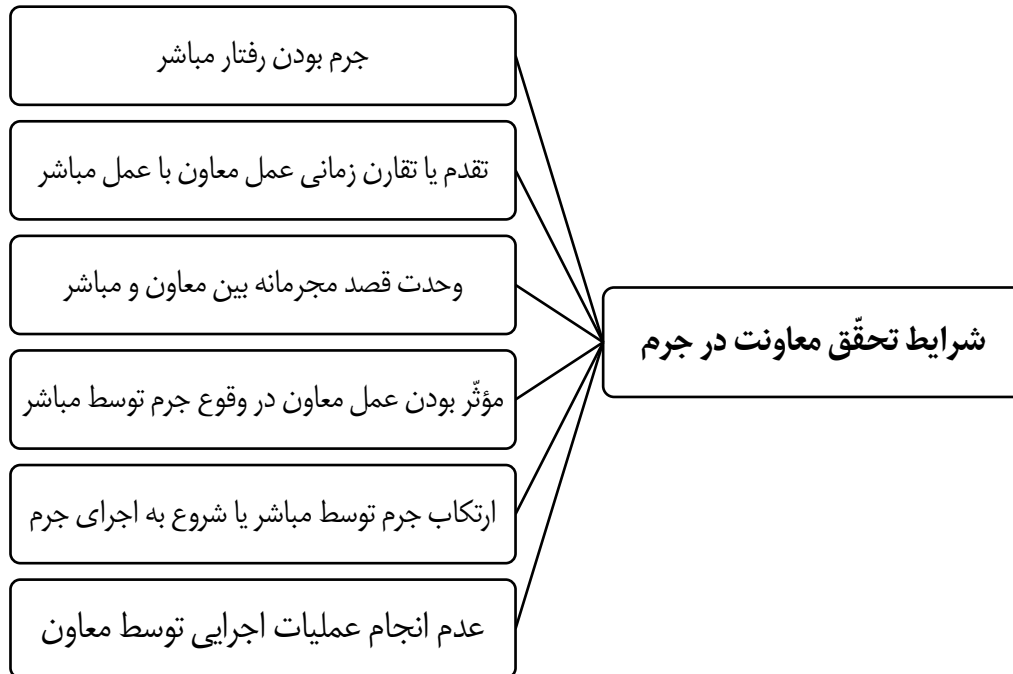 شرایط تحقّق معاونت در جرم
جرم بودن رفتار مباشر
تقدم یا تقارن زمانی عمل معاون با عمل مباشر
وحدت قصد مجرمانه بین معاون و مباشر
مؤثّر بودن عمل معاون در وقوع جرم توسط مباشر
ارتکاب جرم توسط مباشر یا شروع به اجرای جرم
عدم انجام عملیات اجرایی توسط معاون